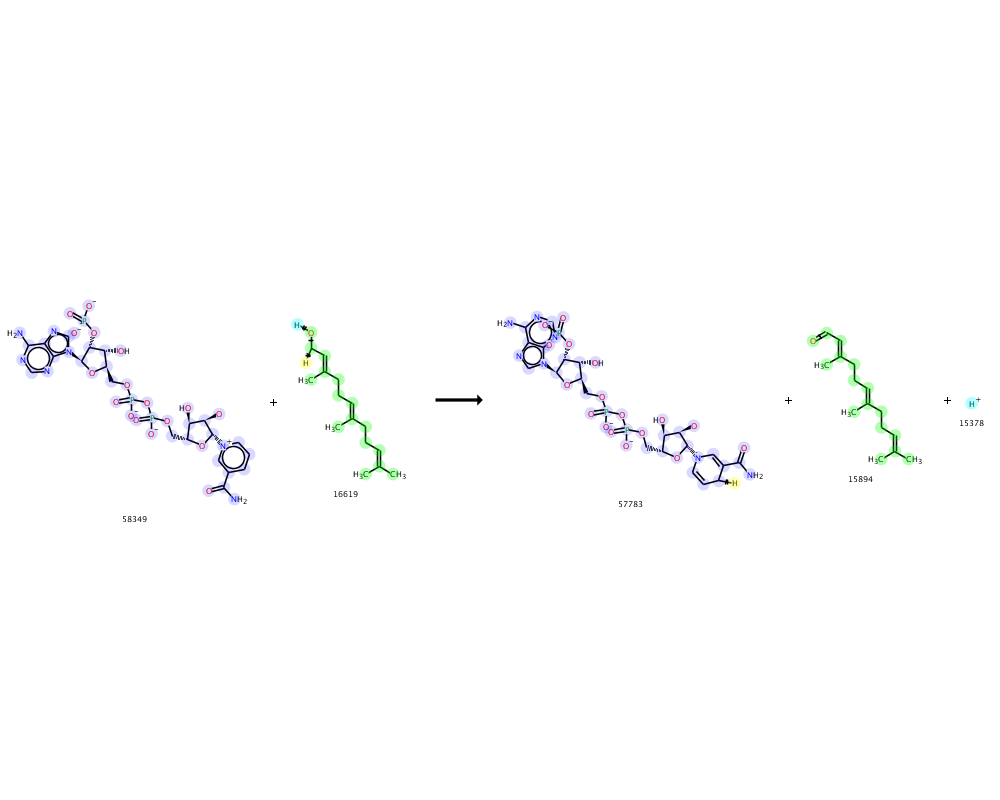 58349
+
16619
57783
+
15894
+
H+
15378
H2N
N
N
N
N
N
O
P
O-
O-
O
OH
O
O
P
O
O
O-
P
O
O
O-
HO
O
O
N+
O
NH2
H
O
H
H3C
H3C
H3C
CH3
H2N
N
N
N
O
O
O
OH
O
O
P
O
O
O-
P
O
O
O-
HO
O
O
N
O
NH2
H
O
H3C
H3C
H3C
CH3